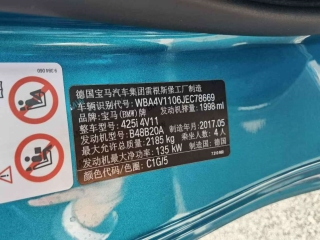 德国宝马汽车集团雷根斯堡工厂制造
车辆识别代号: WBA4V1106JEC78669
品牌: 宝马(BMW) 发动机排量: 1998 ml
整车型号: 425i 4V11
发动机型号: B48B20A 制造年月: 2017.05
最大允许总质量: 2185 kg 乘坐人数: 4人
发动机最大净功率: 135 kW 制造国: 德国
颜色代码/色圈: C1G/5